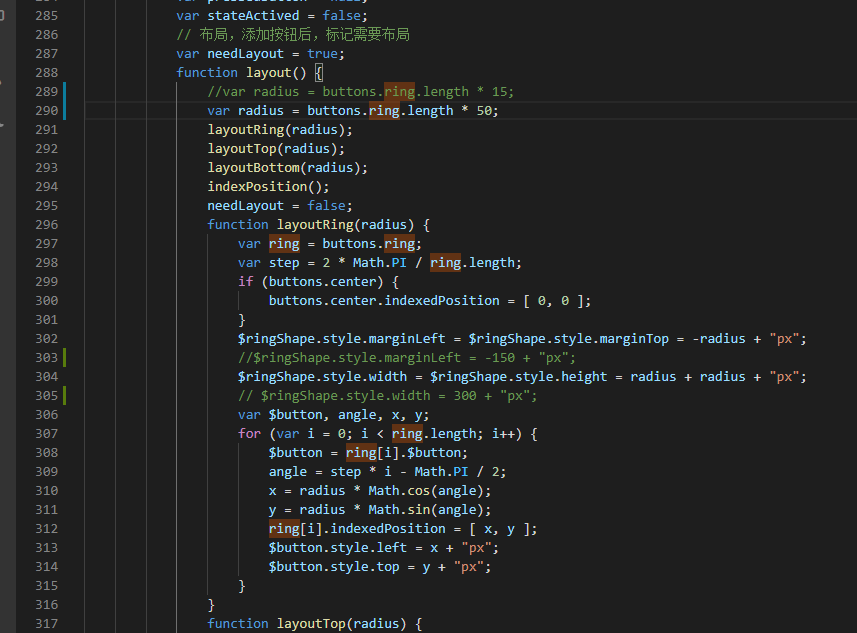 285 var stateActived = false;
286 // 布局，添加按钮后，标记需要布局
287 var needLayout = true;
288 function layout() {
289 //var radius = buttons.ring.length * 15;
290 var radius = buttons.ring.length * 50;
291 layoutRing(radius);
292 layoutTop(radius);
293 layoutBottom(radius);
294 indexPosition();
295 needLayout = false;
296 function layoutRing(radius) {
297 var ring = buttons.ring;
298 var step = 2 * Math.PI / ring.length;
299 if (buttons.center) {
300 buttons.center.indexedPosition = [ 0, 0 ];
301 }
302 $ringShape.style.marginLeft = $ringShape.style.marginTop = -radius + "px";
303 //$ringShape.style.marginLeft = -150 + "px";
304 $ringShape.style.width = $ringShape.style.height = radius + radius + "px";
305 // $ringShape.style.width = 300 + "px";
306 var $button, angle, x, y;
307 for (var i = 0; i < ring.length; i++) {
308 $button = ring[i].$button;
309 angle = step * i - Math.PI / 2;
310 x = radius * Math.cos(angle);
311 y = radius * Math.sin(angle);
312 ring[i].indexedPosition = [ x, y ];
313 $button.style.left = x + "px";
314 $button.style.top = y + "px";
315 }
316 }
317 function layoutTop(radius) {